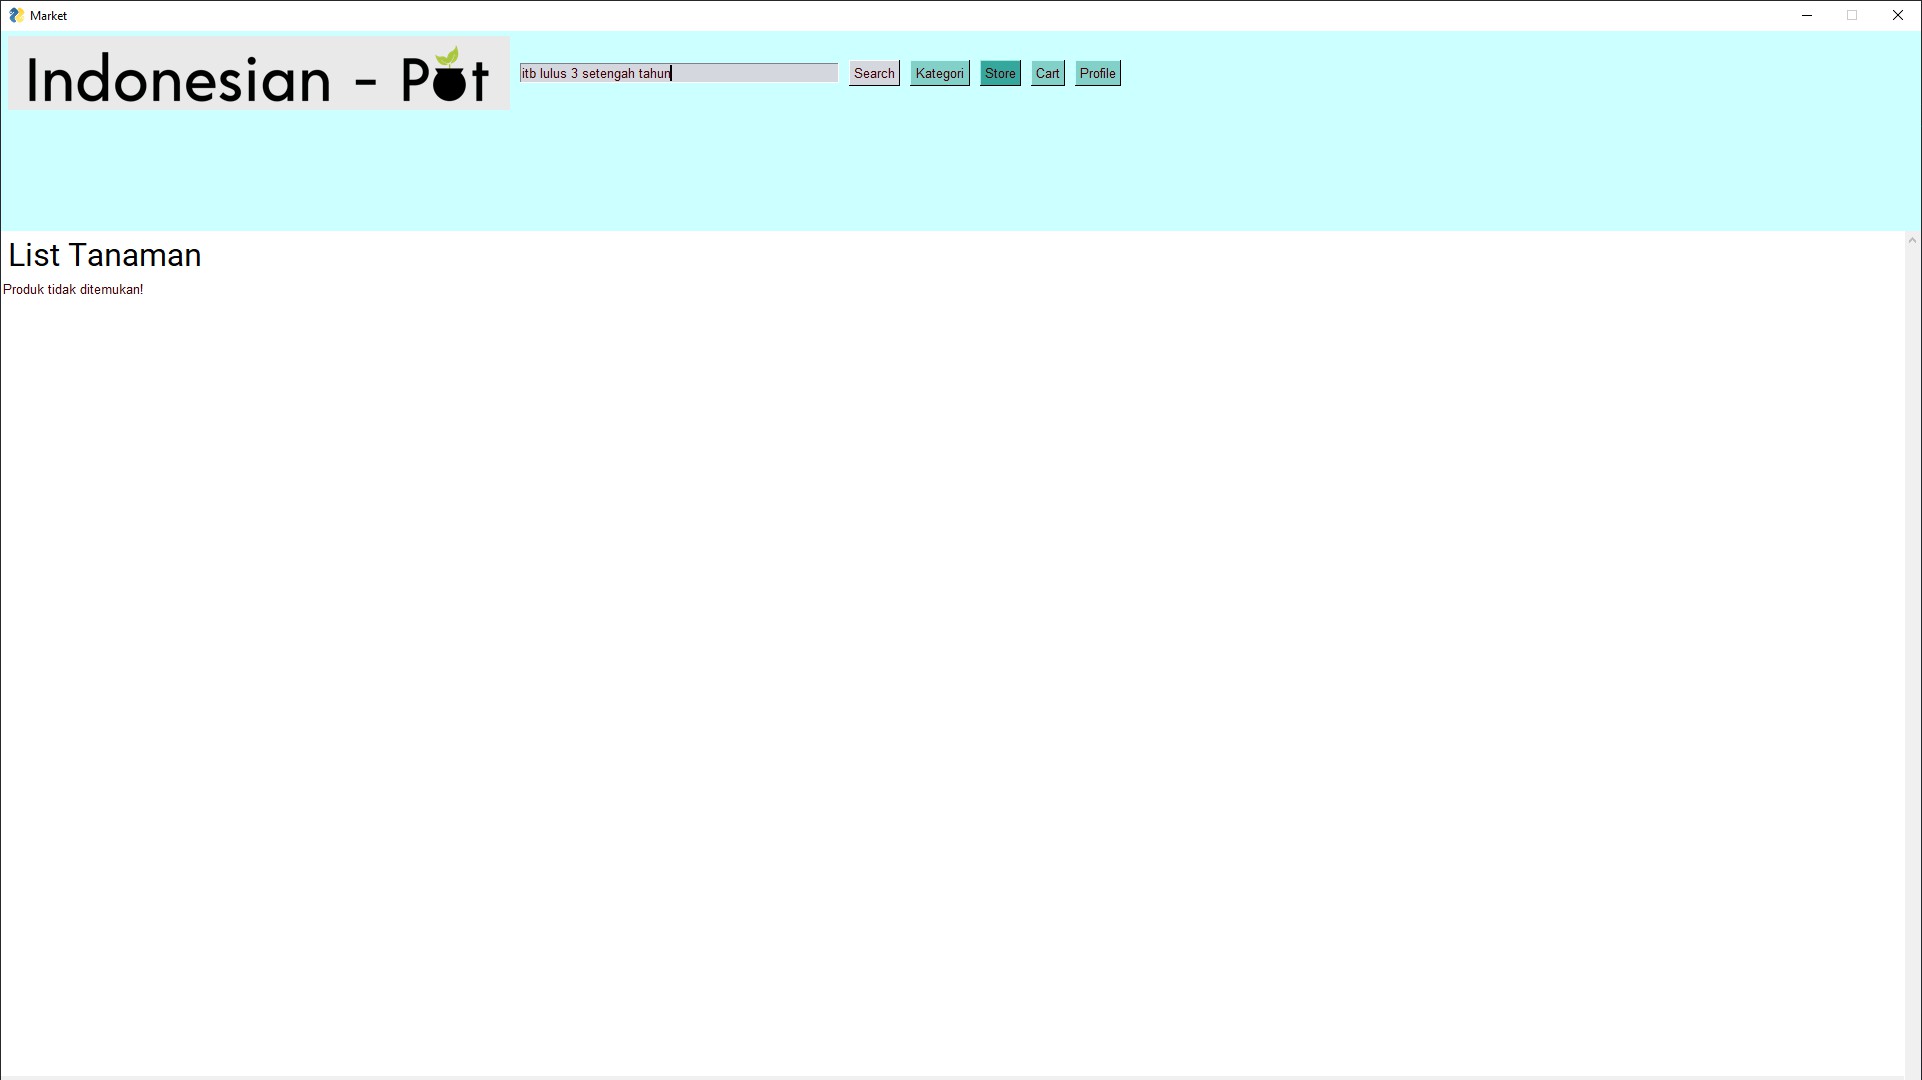 Market
Indonesian - Pot
itb lulus 3 setengah tahun
Search
Kategori
Store
Cart
Profile
List Tanaman
Produk tidak ditemukan!